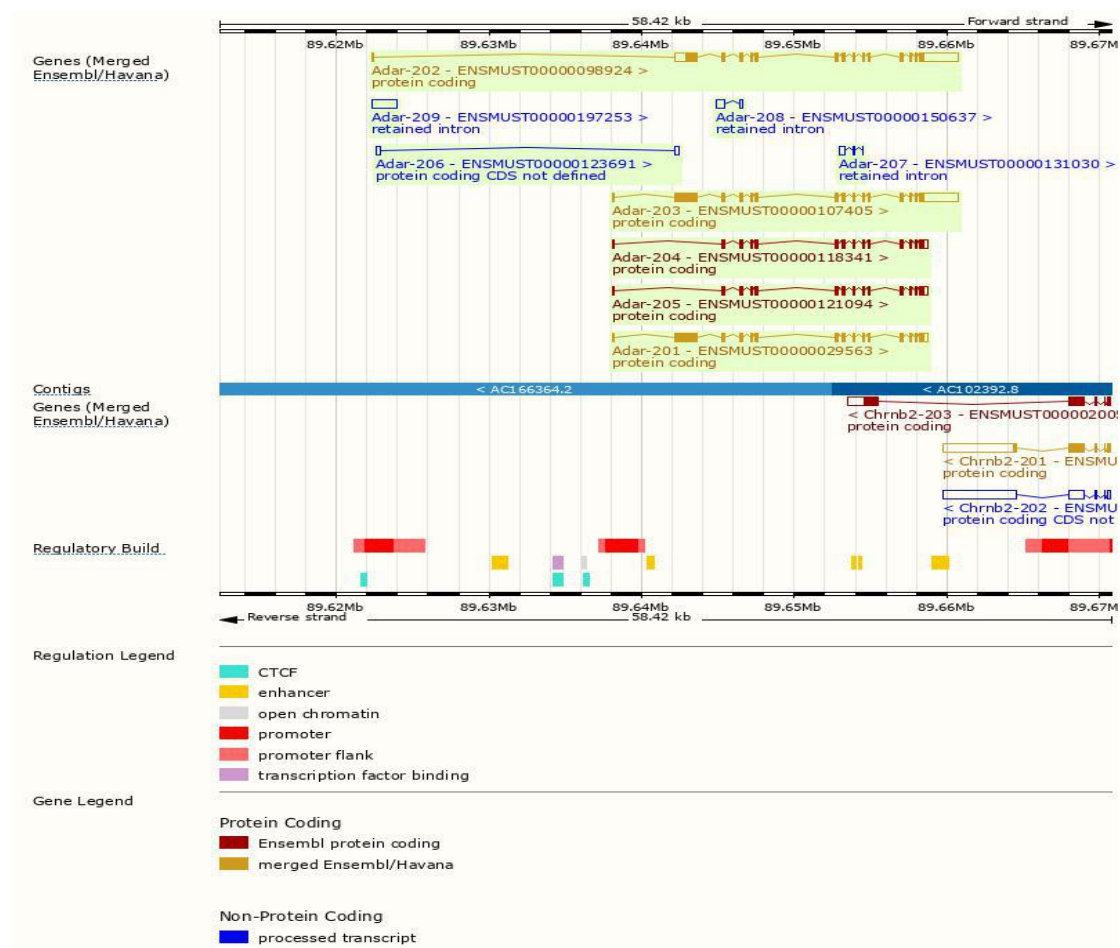 58.42 kb Forward strand
89.62Mb 89.63Mb 89.64Mb 89.65Mb 89.66Mb 89.67M
Genes (Merged
Ensembl/Havana)
Adar-202 - ENSMUST00000098924 >
protein coding
Adar-209 - ENSMUST00000197253 > Adar-208 - ENSMUST00000150637 >
retained intron retained intron
Adar-206 - ENSMUST00000123691 > Adar-207 - ENSMUST00000131030 >
protein coding CDS not defined retained intron
Adar-203 - ENSMUST00000107405 >
protein coding
Adar-204 - ENSMUST00000118341 >
protein coding
Adar-205 - ENSMUST00000121094 >
protein coding
Adar-201 - ENSMUST00000029563 >
protein coding
Contigs < AC166364.2 < AC102392.8
Genes (Merged
Ensembl/Havana)
< Chrnb2-203 - ENSMUST0000020
protein coding
< Chrnb2-201 - ENSMU
protein coding
< Chrnb2-202 - ENSMU
protein coding CDS not
Regulatory Build
89.62Mb 89.63Mb 89.64Mb 89.65Mb 89.66Mb 89.67M
Reverse strand 58.42 kb
Regulation Legend
CTCF
enhancer
open chromatin
promoter
promoter flank
transcription factor binding
Gene Legend
Protein Coding
Ensembl protein coding
merged Ensembl/Havana
Non-Protein Coding
processed transcript